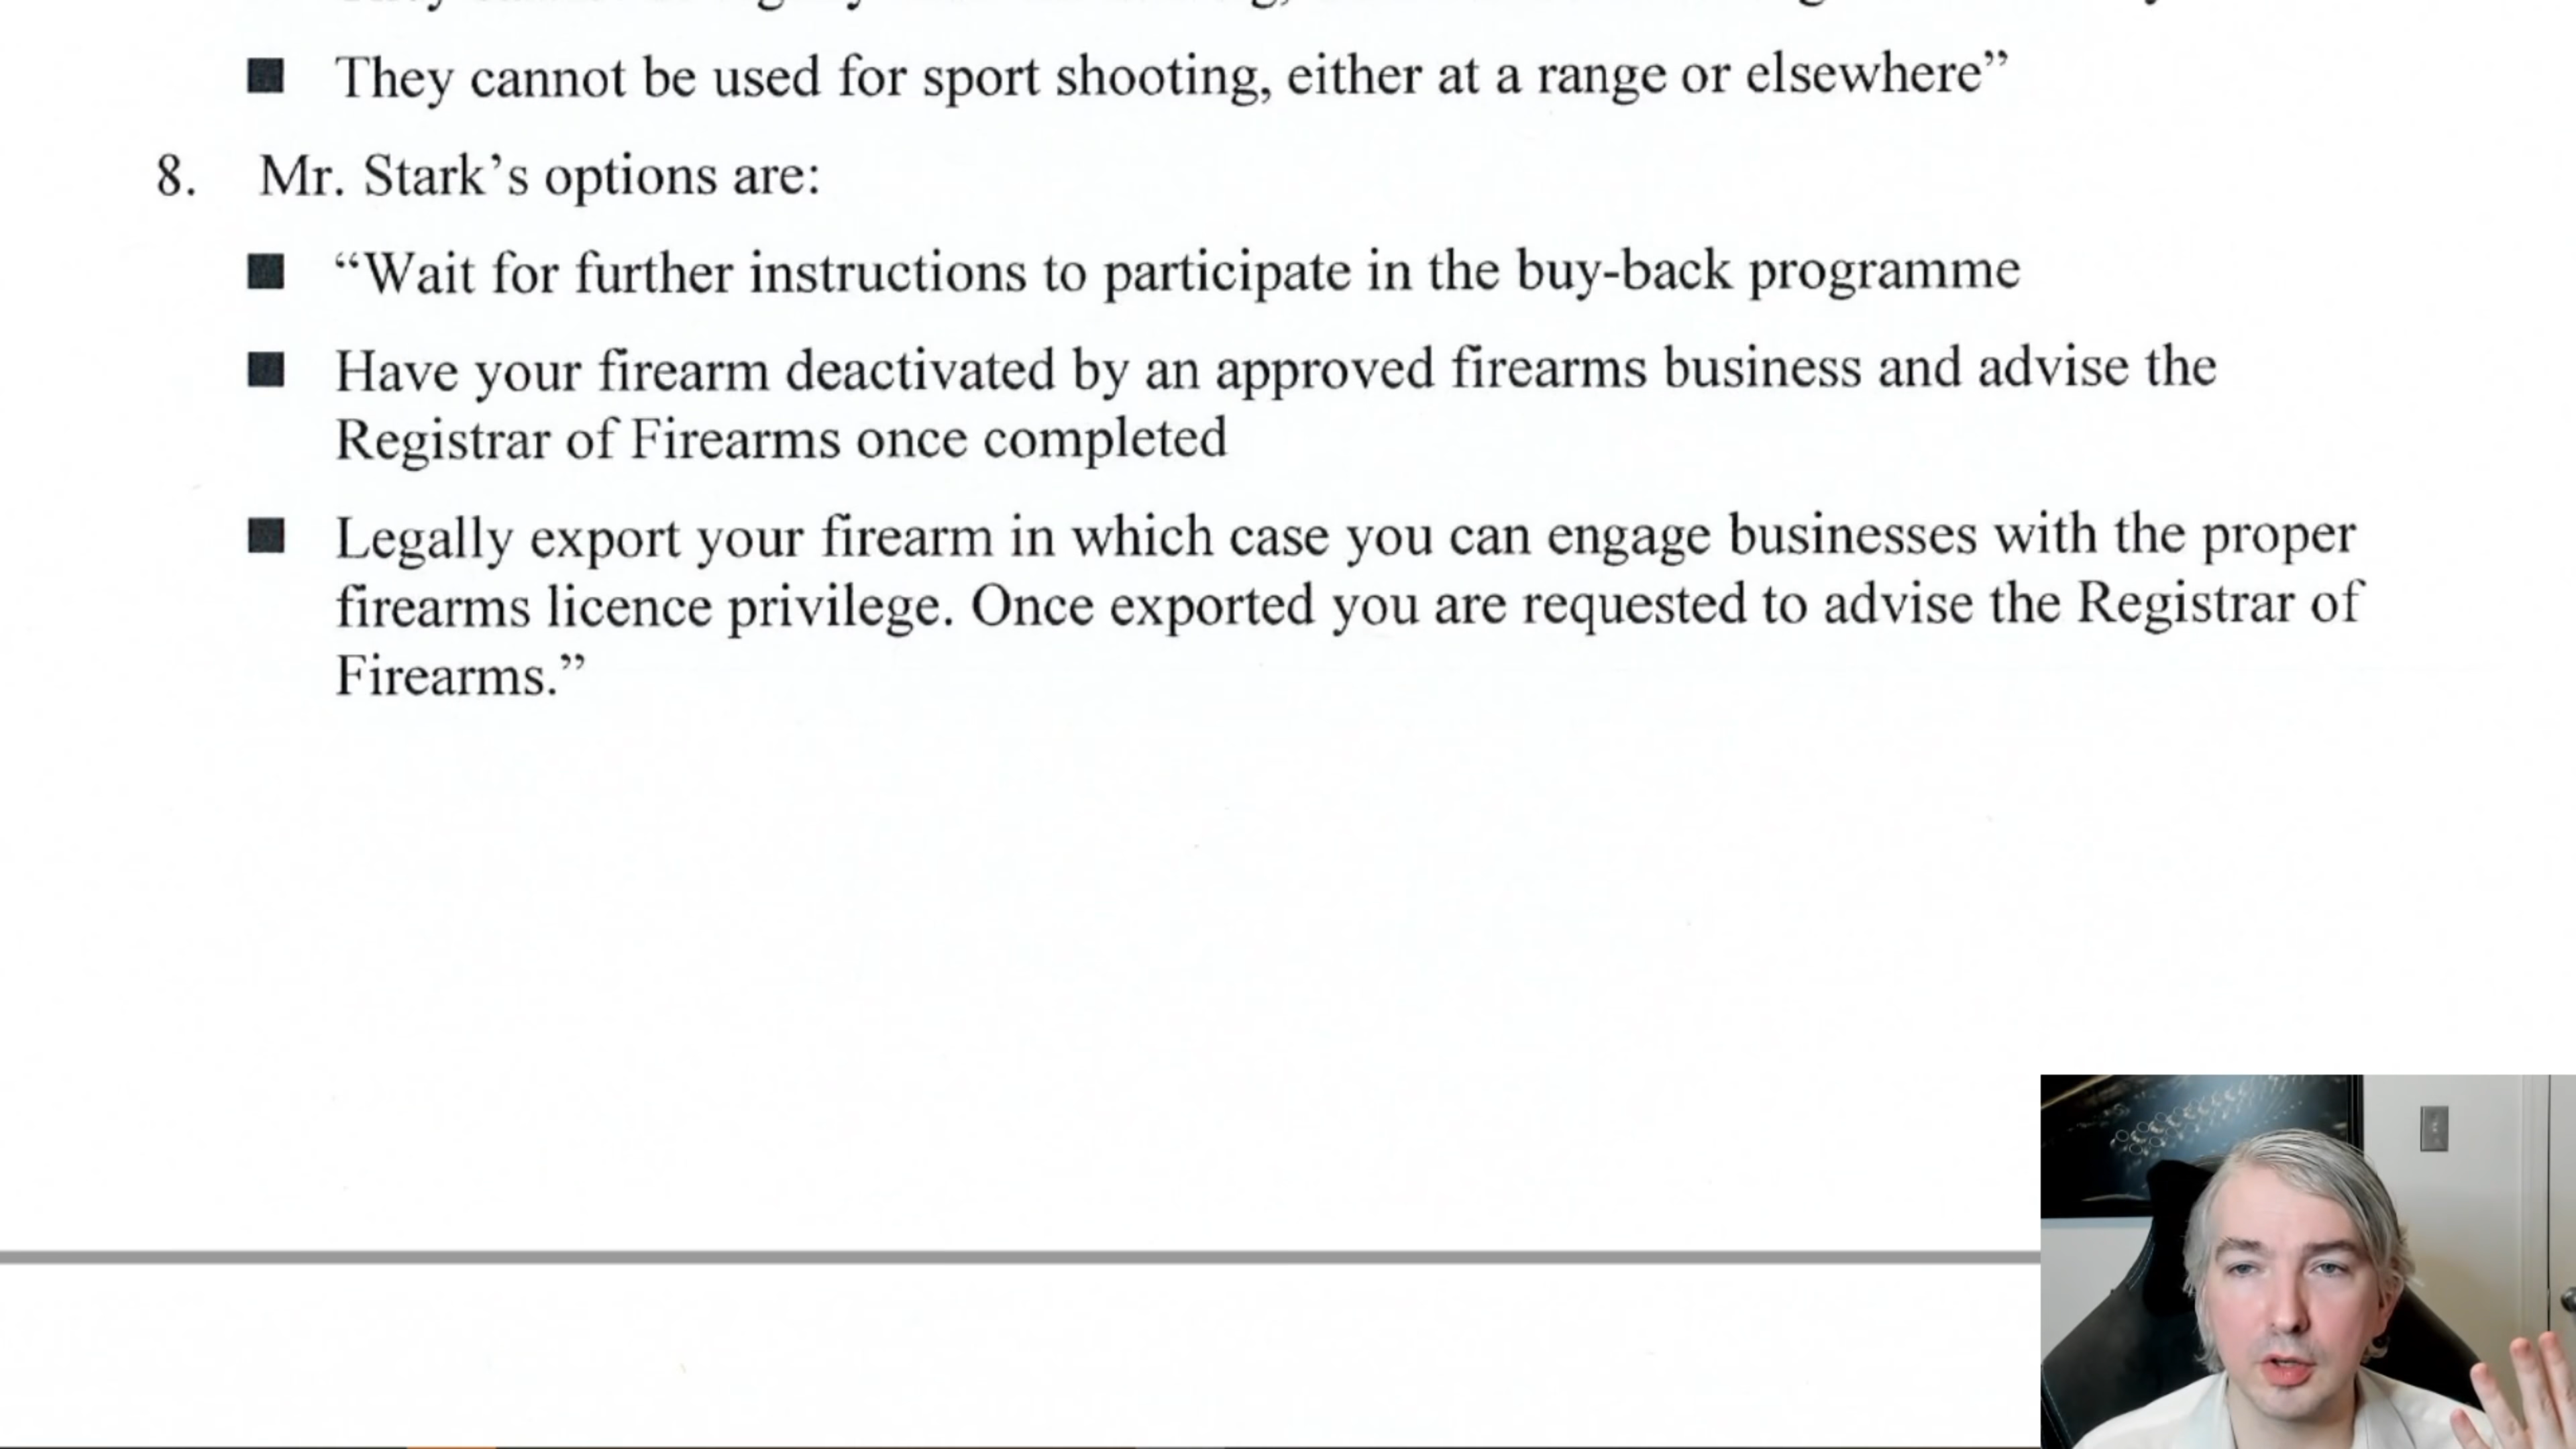 ■ They cannot be used for sport shooting, either at a range or elsewhere”
8. Mr. Stark’s options are:
■ “Wait for further instructions to participate in the buy-back programme
■ Have your firearm deactivated by an approved firearms business and advise the
Registrar of Firearms once completed
■ Legally export your firearm in which case you can engage businesses with the proper
firearms licence privilege. Once exported you are requested to advise the Registrar of
Firearms.”